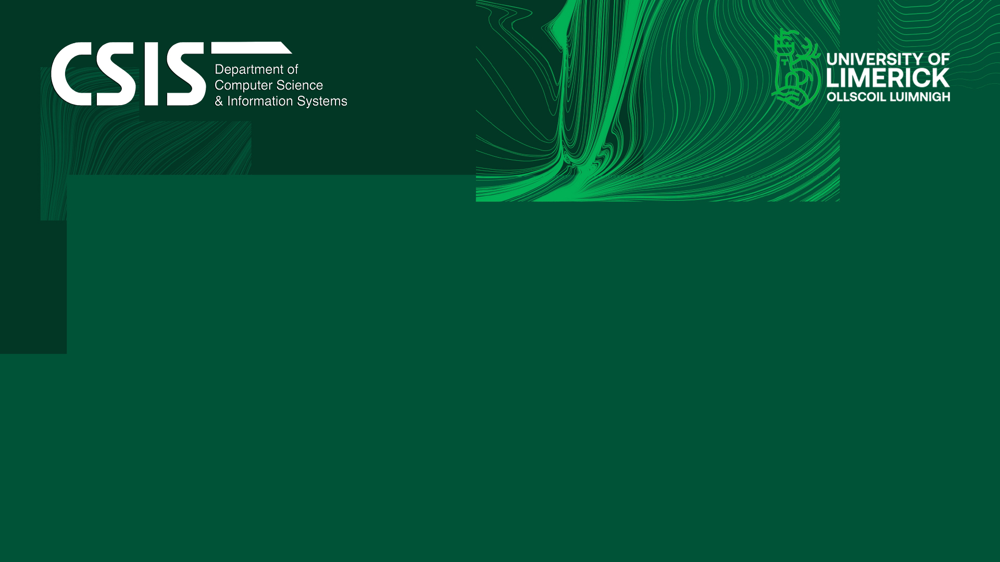 CSIS
Department of
Computer Science
& Information Systems
UNIVERSITY OF
LIMERICK
OLLSCOIL LUIMNIGH